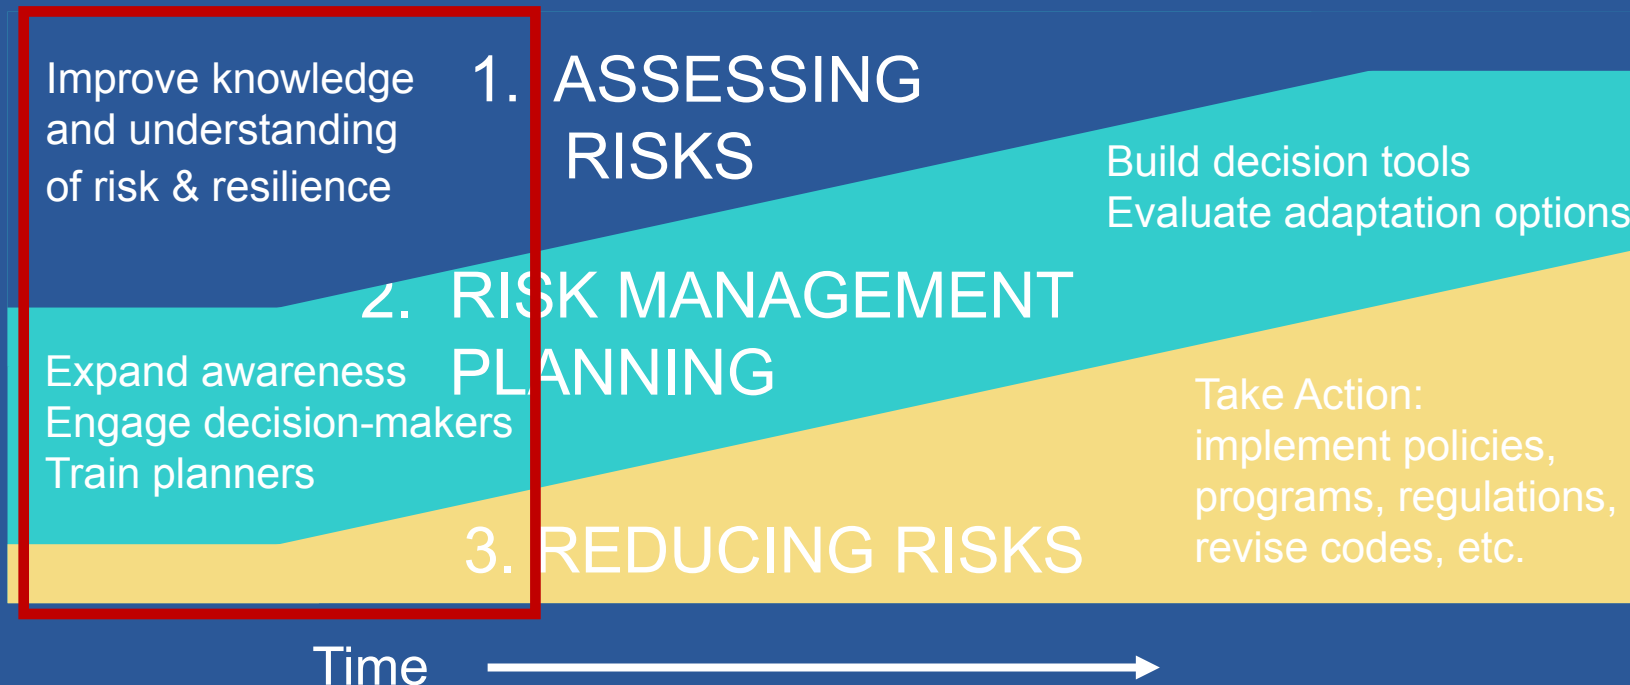 Improve knowledge
and understanding
of risk & resilience
1. ASSESSING
RISKS
Build decision tools
Evaluate adaptation options
2. RISK MANAGEMENT
PLANNING
Expand awareness
Engage decision-makers
Train planners
Take Action:
implement policies,
programs, regulations,
revise codes, etc.
3. REDUCING RISKS
Time